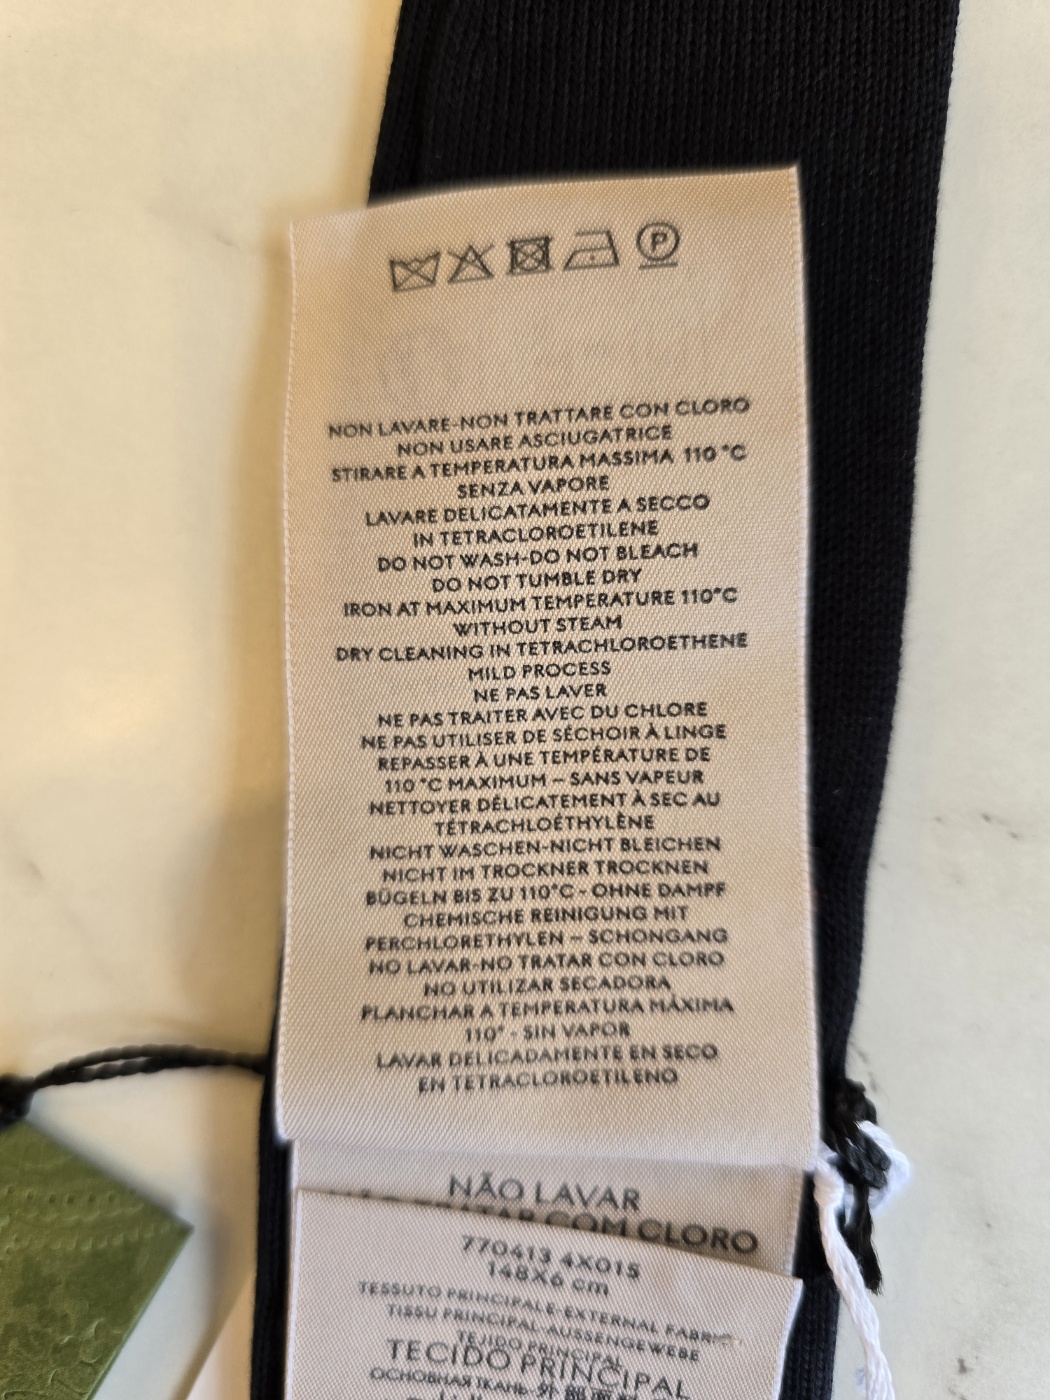 P
NON LAVARE-NON TRATTARE CON CLORO
NON USARE ASCIUGATRICE
STIRARE A TEMPERATURA MASSIMA 110 °C
SENZA VAPORE
LAVARE DELICATAMENTE A SECCO
IN TETRACLOROETILENE
DO NOT WASH-DO NOT BLEACH
DO NOT TUMBLE DRY
IRON AT MAXIMUM TEMPERATURE 110°C
WITHOUT STEAM
DRY CLEANING IN TETRACHLOROETHENE
MILD PROCESS
NE PAS LAVER
NE PAS TRAITER AVEC DU CHLORE
NE PAS UTILISER DE SÉCHOIR À LINGE
REPASSER À UNE TEMPÉRATURE DE
110 °C MAXIMUM – SANS VAPEUR
NETTOYER DÉLICATEMENT À SEC AU
TÉTRACHLOÉTHYLÈNE
NICHT WASCHEN-NICHT BLEICHEN
NICHT IM TROCKNER TROCKNEN
BÜGELN BIS ZU 110°C - OHNE DAMPF
CHEMISCHE REINIGUNG MIT
PERCHLORETHYLEN – SCHONGANG
NO LAVAR-NO TRATAR CON CLORO
NO UTILIZAR SECADORA
PLANCHAR A TEMPERATURA MÁXIMA
110° - SIN VAPOR
LAVAR DELICADAMENTE EN SECO
EN TETRACLOROETILENO
NÃO LAVAR
TRATAR COM CLORO
770413 4X015
148X6 cm
TESSUTO PRINCIPALE-EXTERNAL FABRIC
TISSU PRINCIPAL-AUSSENGEWEBE
TEJIDO PRINCIPAL
TECIDO PRINCIPAL
ОСНОВНАЯ ТКАНЬ-外